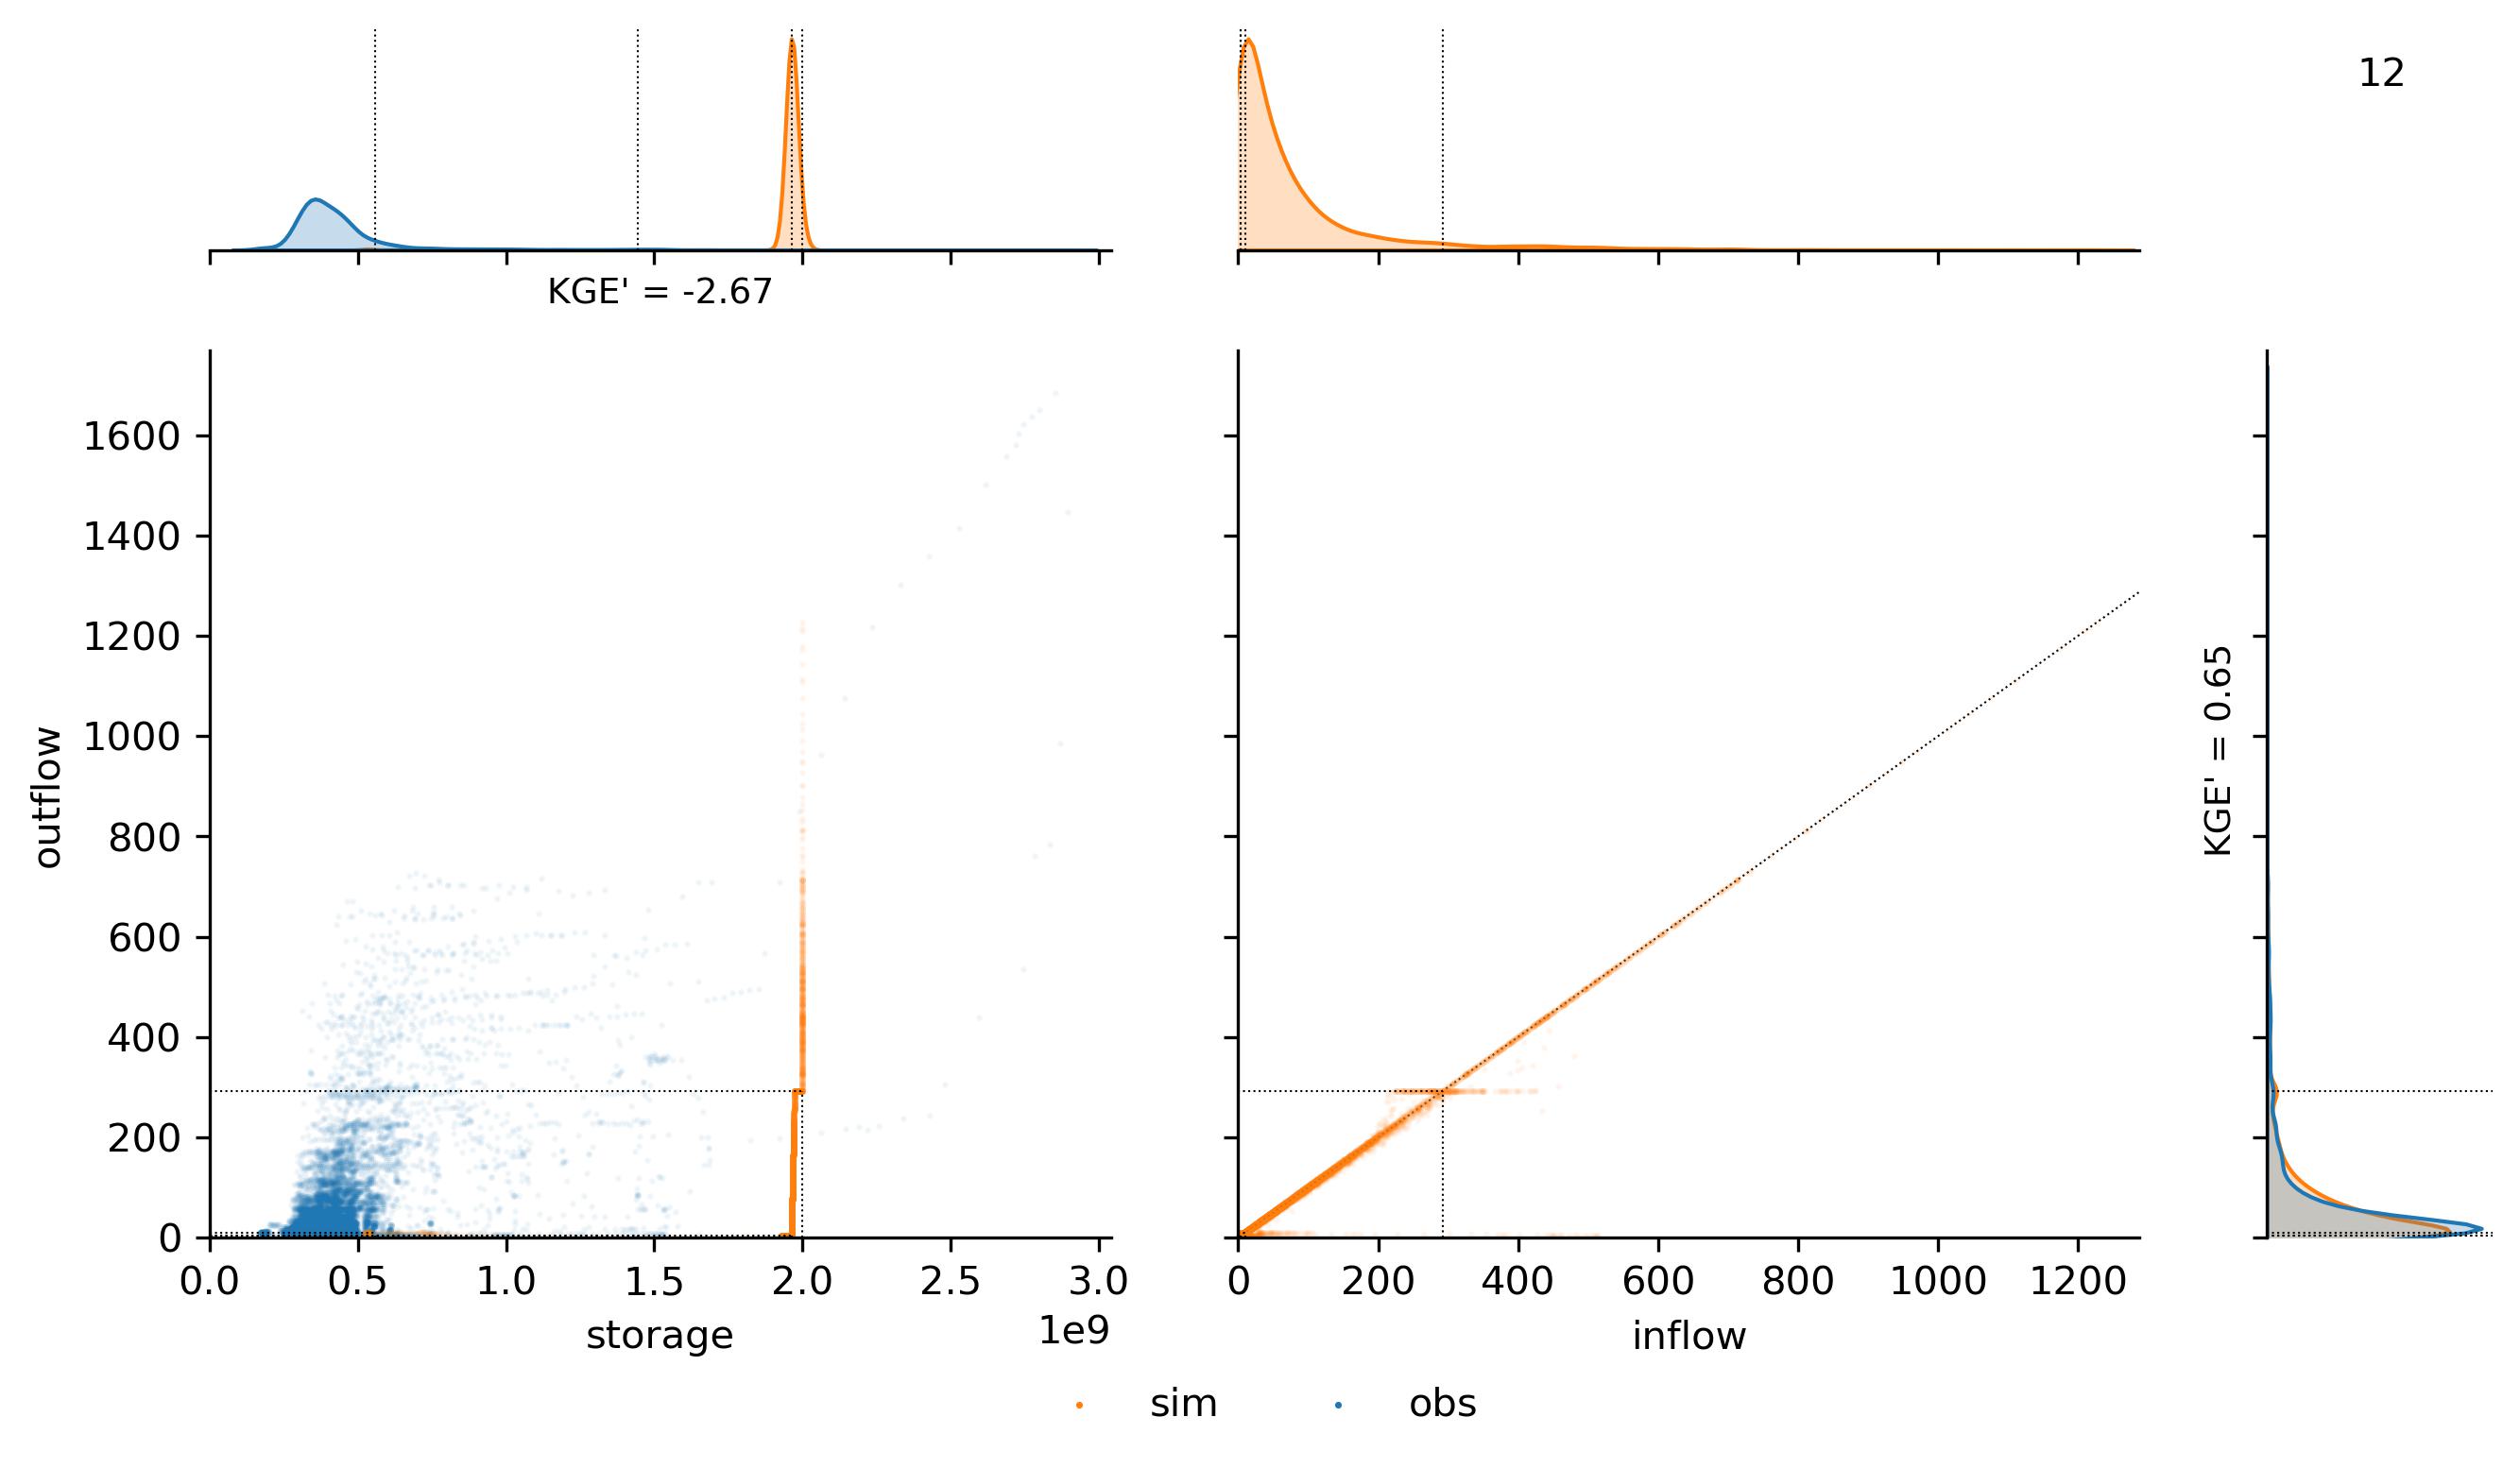 12
KGE' = -2.67
1600
1400
1200
1000
800
600
400
200
0
outflow
KGE' = 0.65
0.0 0.5 1.0 1.5 2.0 2.5 3.0
1e9
storage
0 200 400 600 800 1000 1200
inflow
sim obs